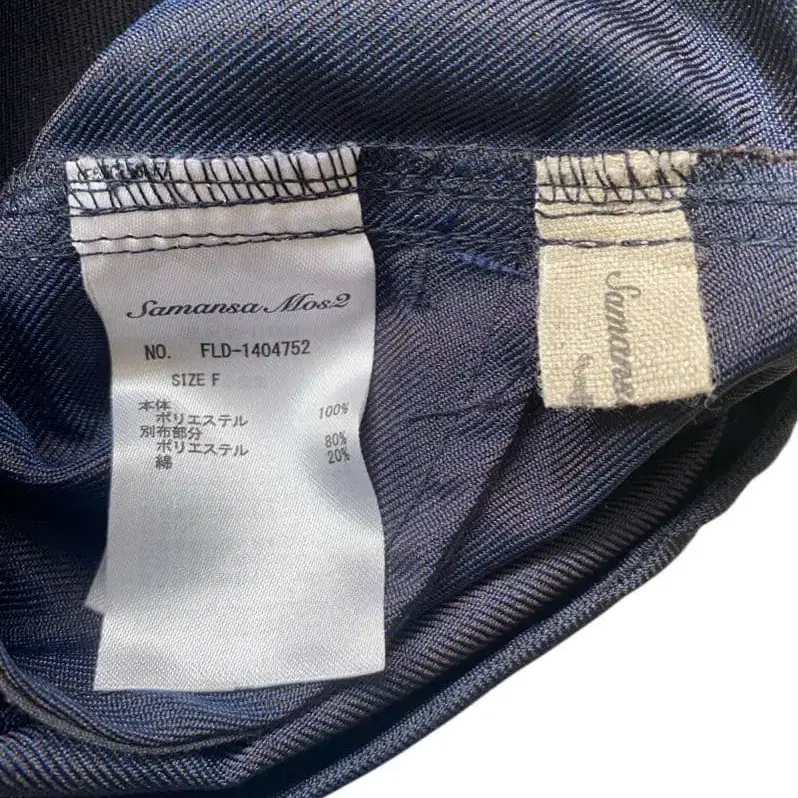 Samansa Mos2
NO. FLD-1404752
SIZE F
本体
ポリエステル 100%
別布部分
ポリエステル 80%
綿 20%
Samansa